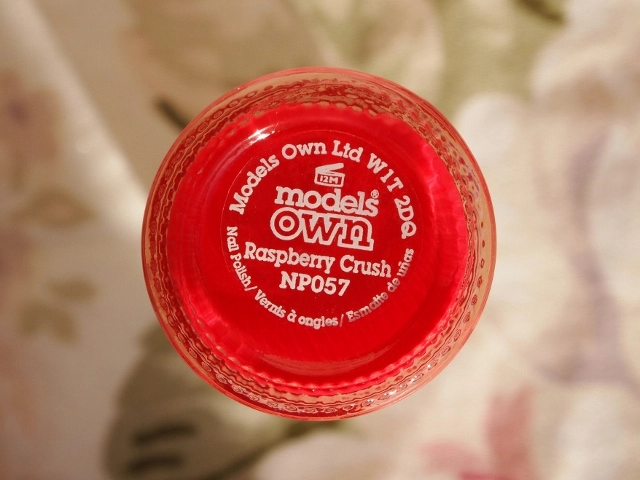 Models Own Ltd W1T 2DQ
12M
models®
own
Raspberry Crush
NP057
Nail Polish / Vernis à ongles / Esmalte de uñas